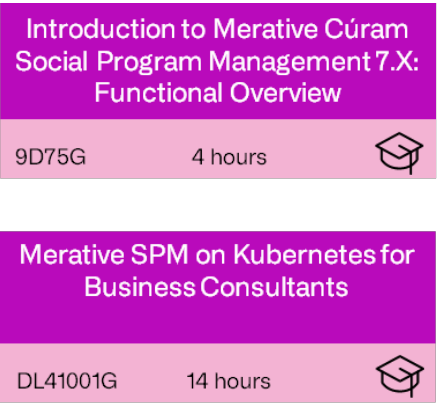 Introduction to Merative Cúram
Social Program Management 7.X:
Functional Overview
9D75G 4 hours
Merative SPM on Kubernetes for
Business Consultants
DL41001G 14 hours